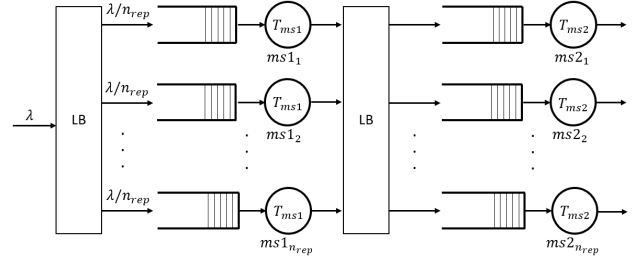 λ/n_rep T_ms1 T_ms2
ms1_1 ms2_1
λ/n_rep T_ms1 T_ms2
λ LB LB
ms1_2 ms2_2
λ/n_rep T_ms1 T_ms2
ms1_n_rep ms2_n_rep